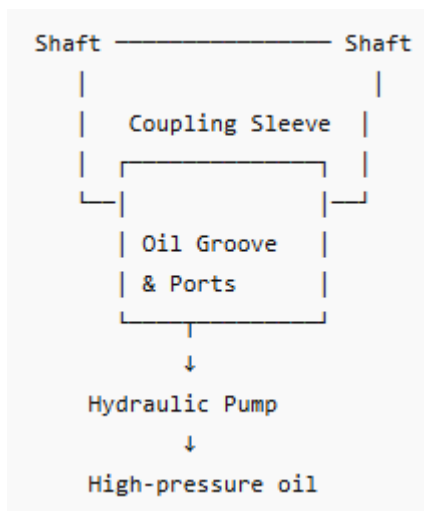 Shaft Shaft
Coupling Sleeve
Oil Groove
& Ports
Hydraulic Pump
High-pressure oil